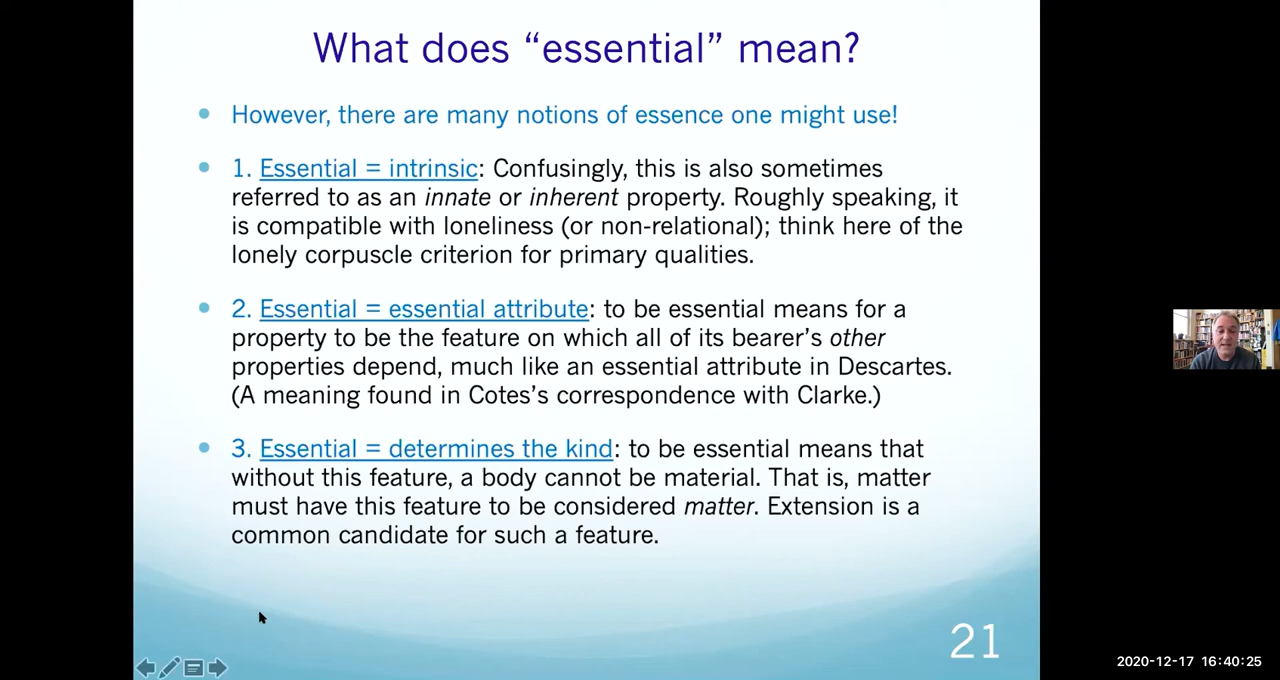 What does “essential” mean?
However, there are many notions of essence one might use!
1. Essential = intrinsic: Confusingly, this is also sometimes
referred to as an innate or inherent property. Roughly speaking, it
is compatible with loneliness (or non-relational); think here of the
lonely corpuscle criterion for primary qualities.
2. Essential = essential attribute: to be essential means for a
property to be the feature on which all of its bearer’s other
properties depend, much like an essential attribute in Descartes.
(A meaning found in Cotes’s correspondence with Clarke.)
3. Essential = determines the kind: to be essential means that
without this feature, a body cannot be material. That is, matter
must have this feature to be considered matter. Extension is a
common candidate for such a feature.
21
2020-12-17 16:40:25